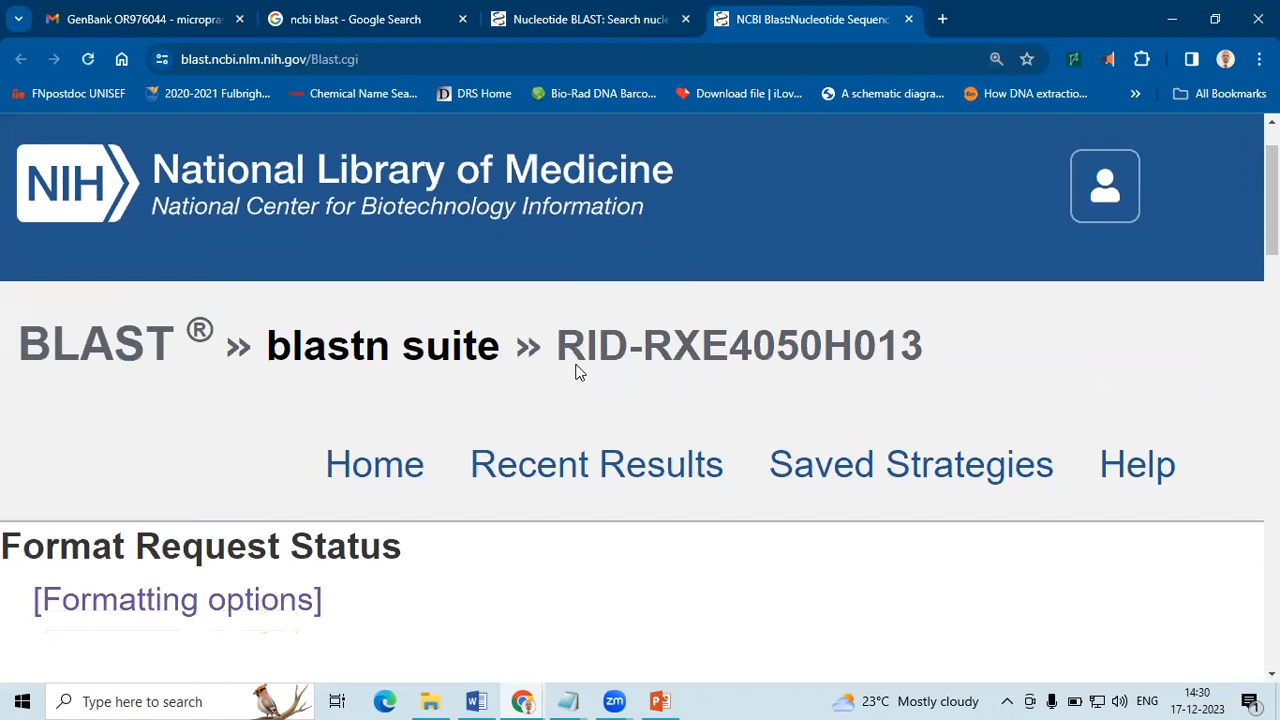 GenBank OR976044 - micropras
ncbi blast - Google Search
Nucleotide BLAST: Search nucle
NCBI Blast:Nucleotide Sequenc
blast.ncbi.nlm.nih.gov/Blast.cgi
FNpostdoc UNISEF
2020-2021 Fulbrigh...
Chemical Name Sea...
DRS Home
Bio-Rad DNA Barco...
Download file | iLov...
A schematic diagra...
How DNA extractio...
All Bookmarks
NIH National Library of Medicine
National Center for Biotechnology Information
BLAST ® » blastn suite » RID-RXE4050H013
Home Recent Results Saved Strategies Help
Format Request Status
[Formatting options]
Type here to search
23°C Mostly cloudy
ENG
14:30
17-12-2023